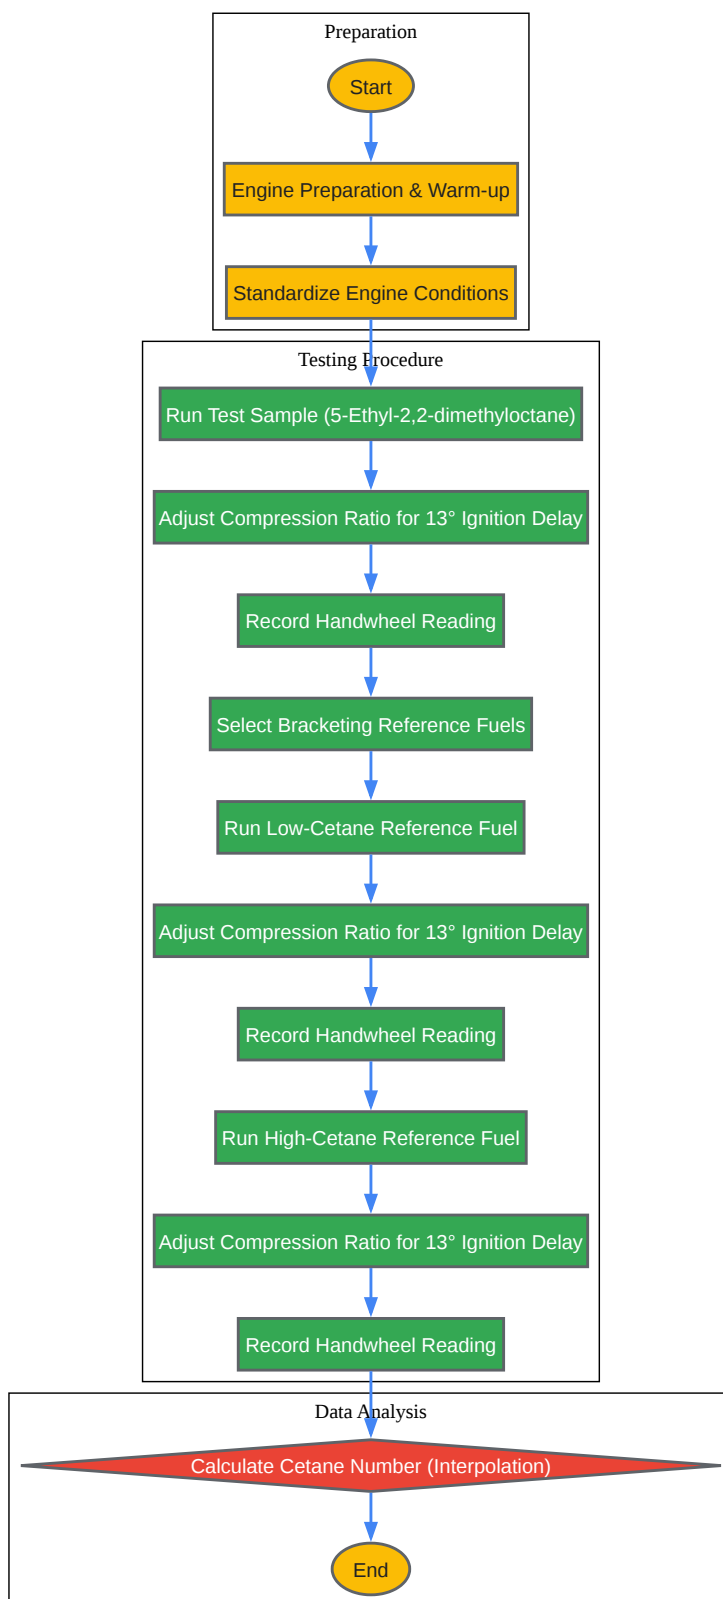 Preparation
Start
Engine Preparation & Warm-up
Standardize Engine Conditions
Testing Procedure
Run Test Sample (5-Ethyl-2,2-dimethyloctane)
Adjust Compression Ratio for 13° Ignition Delay
Record Handwheel Reading
Select Bracketing Reference Fuels
Run Low-Cetane Reference Fuel
Adjust Compression Ratio for 13° Ignition Delay
Record Handwheel Reading
Run High-Cetane Reference Fuel
Adjust Compression Ratio for 13° Ignition Delay
Record Handwheel Reading
Data Analysis
Calculate Cetane Number (Interpolation)
End